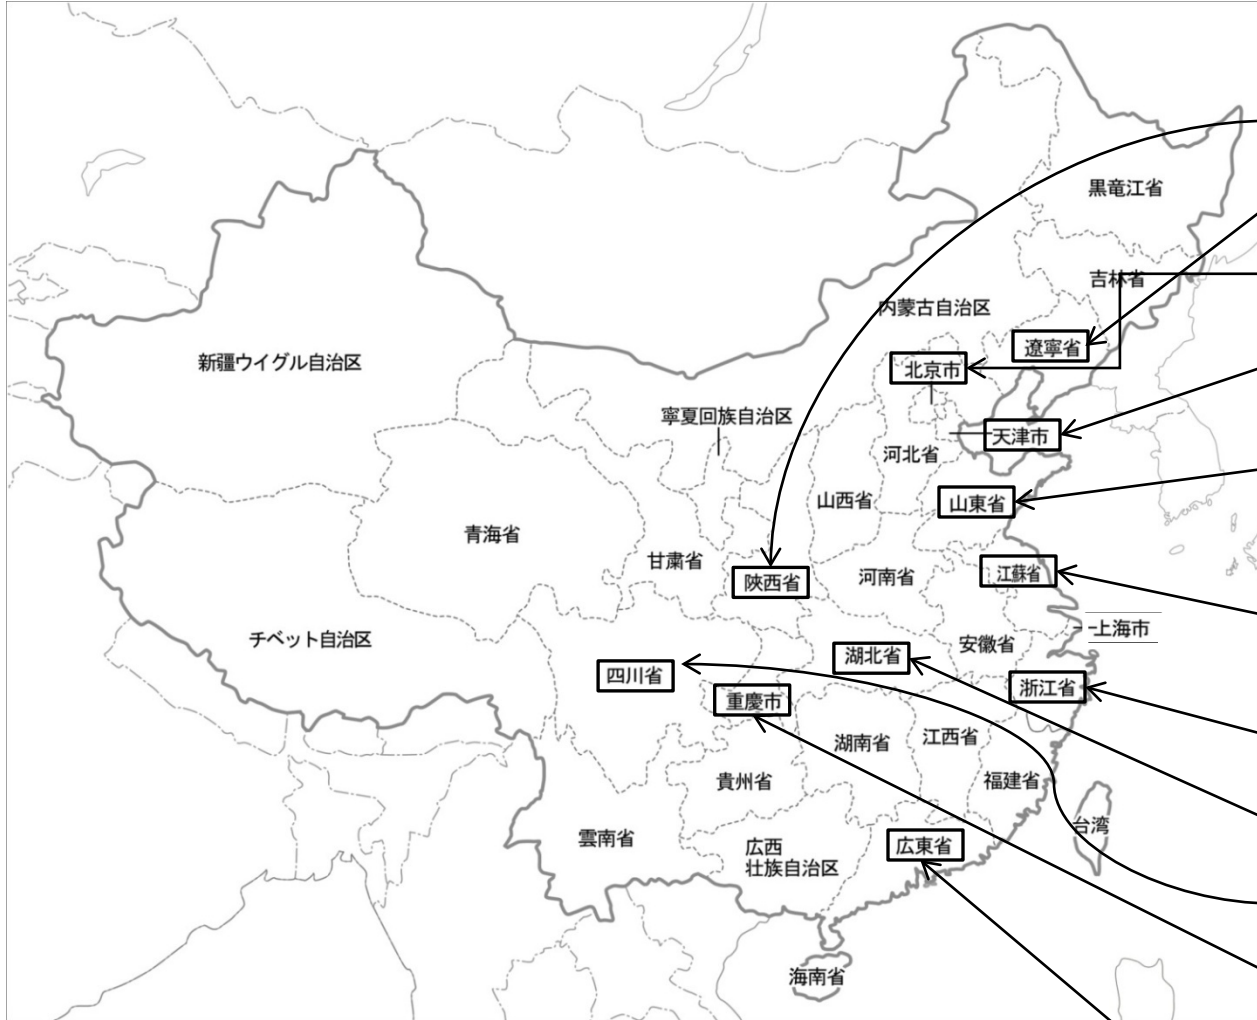 黒竜江省
吉林省
内蒙古自治区
遼寧省
新疆ウイグル自治区
北京市
寧夏回族自治区
天津市
河北省
山西省
山東省
青海省
甘粛省
陝西省
河南省
江蘇省
チベット自治区
上海市
安徽省
湖北省
四川省
浙江省
重慶市
湖南省
江西省
貴州省
福建省
台湾
雲南省
広西
壮族自治区
広東省
海南省